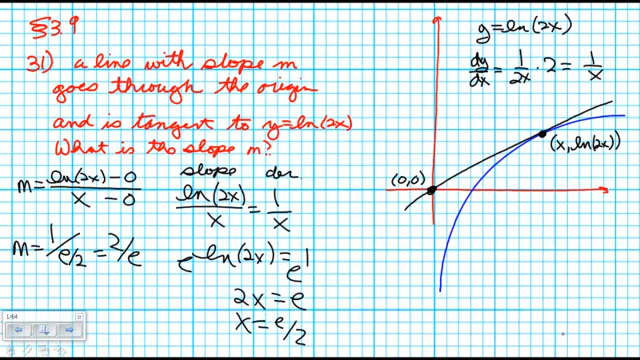 §3.9
31) a line with slope m
goes through the origin
and is tangent to y=ln(2x)
What is the slope m?
m = ln(2x) - 0 / x - 0
m = 1/e/2 = 2/e
slope der
ln(2x)/x = 1/x
e^ln(2x) = e^1
2x = e
x = e/2
y = ln(2x)
dy/dx = 1/2x · 2 = 1/x
(x, ln(2x))
(0,0)
1/64